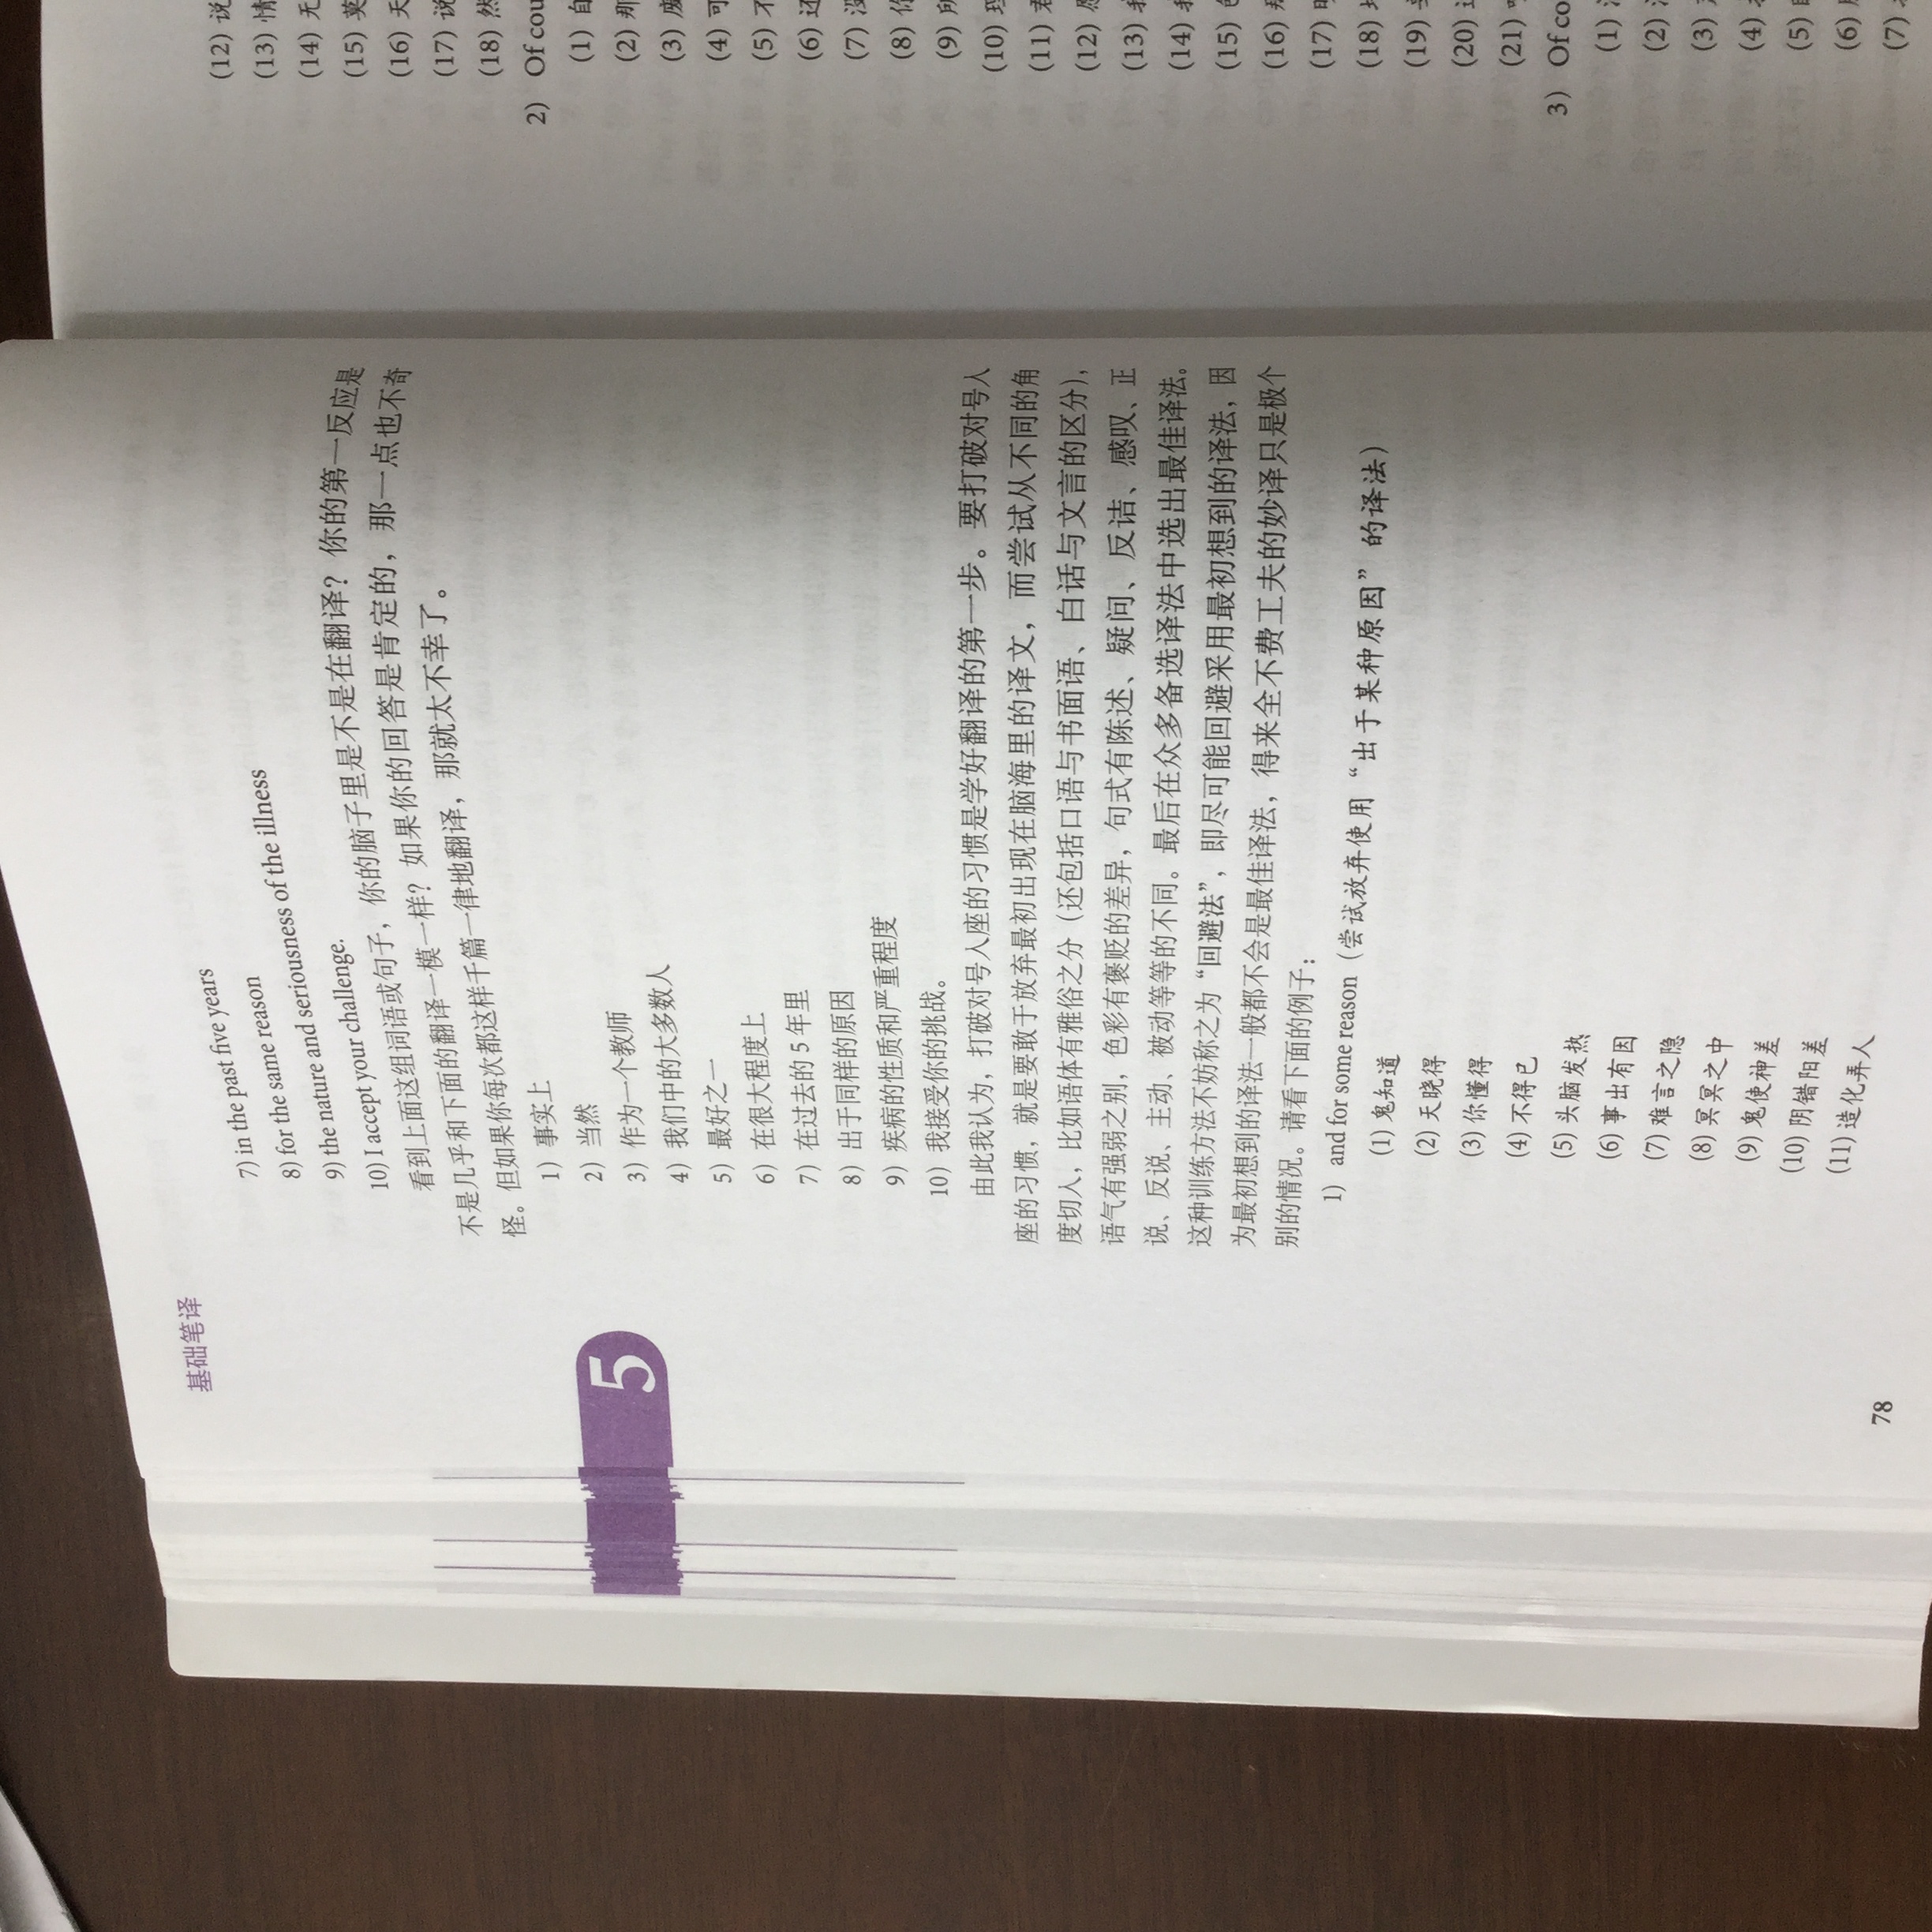 基础笔译
7) in the past five years
8) for the same reason
9) the nature and seriousness of the illness
10) I accept your challenge.
看到上面这组词语或句子，你的脑子里是不是在翻译？你的第一反应是
不是几乎和下面的翻译一模一样？如果你的回答是肯定的，那一点也不奇
怪。但如果你每次都这样千篇一律地翻译，那就太不幸了。
1）事实上
2）当然
3）作为一个教师
4）我们中的大多数人
5）最好之一
6）在很大程度上
7）在过去的5年里
8）出于同样的原因
9）疾病的性质和严重程度
10）我接受你的挑战。
由此我认为，打破对号入座的习惯是学好翻译的第一步。要打破对号入
座的习惯，就是要敢于放弃最初出现在脑海里的译文，而尝试从不同的角
度切入，比如语体有雅俗之分（还包括口语与书面语、白话与文言的区分），
语气有强弱之别，色彩有褒贬的差异，句式有陈述、疑问、反诘、感叹、正
说、反说、主动、被动等等的不同。最后在众多备选译法中选出最佳译法。
这种训练方法不妨称之为“回避法”，即尽可能回避采用最初想到的译法，因
为最初想到的译法一般都不会是最佳译法，得来全不费工夫的妙译只是极个
别的情况。请看下面的例子：
1）and for some reason（尝试放弃使用“出于某种原因”的译法）
(1) 鬼知道
(2) 天晓得
(3) 你懂得
(4) 不得已
(5) 头脑发热
(6) 事出有因
(7) 难言之隐
(8) 冥冥之中
(9) 鬼使神差
(10) 阴错阳差
(11) 造化弄人
78
5
(12) 说
(13) 情
(14) 无
(15) 莫
(16) 天
(17) 说
(18) 然
2）Of cou
(1) 自
(2) 那
(3) 废
(4) 可
(5) 不
(6) 还
(7) 没
(8)
(9) 所
(10) 理
(11)
(12) 愿
(13) 我
(14) 我
(15)
(16)
(17) 明
(18)
(19)
(20)
(21)
3）Of co
(1)
(2)
(3)
(4)
(5)
(6)
(7)